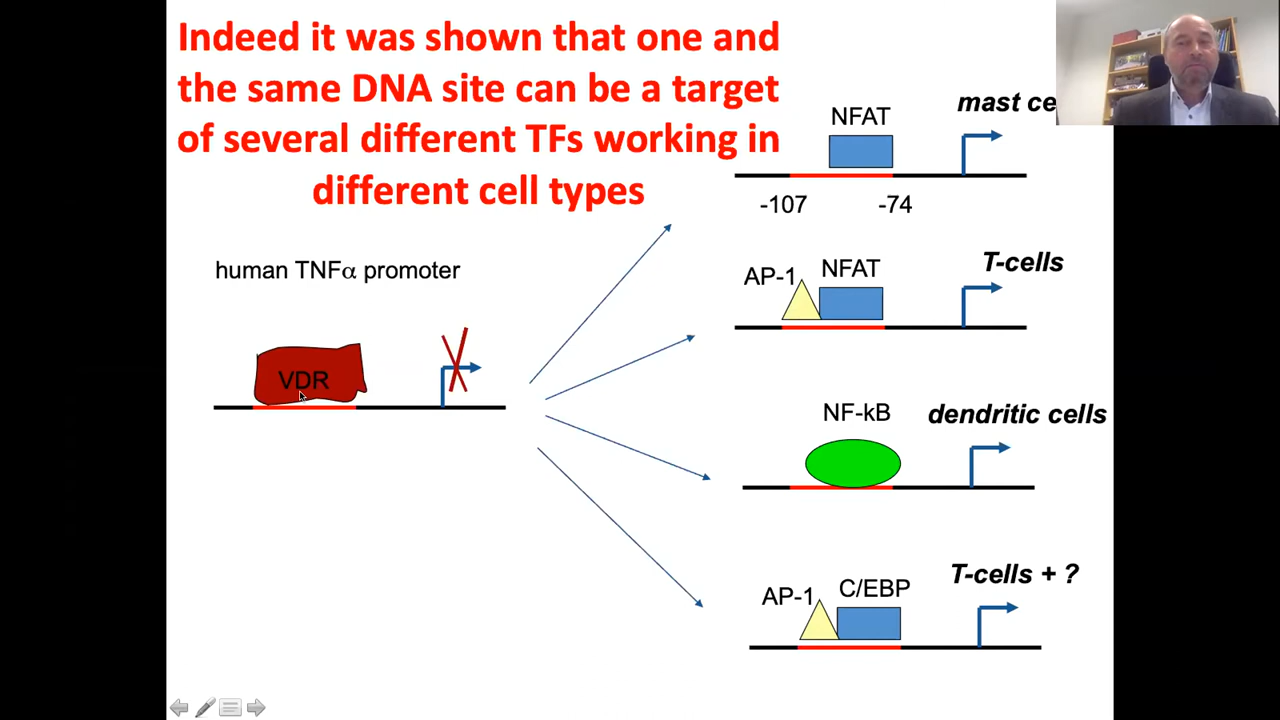 Indeed it was shown that one and
the same DNA site can be a target
of several different TFs working in
different cell types
human TNFα promoter
VDR
NFAT
mast ce
-107
-74
AP-1
NFAT
T-cells
NF-kB
dendritic cells
AP-1
C/EBP
T-cells + ?